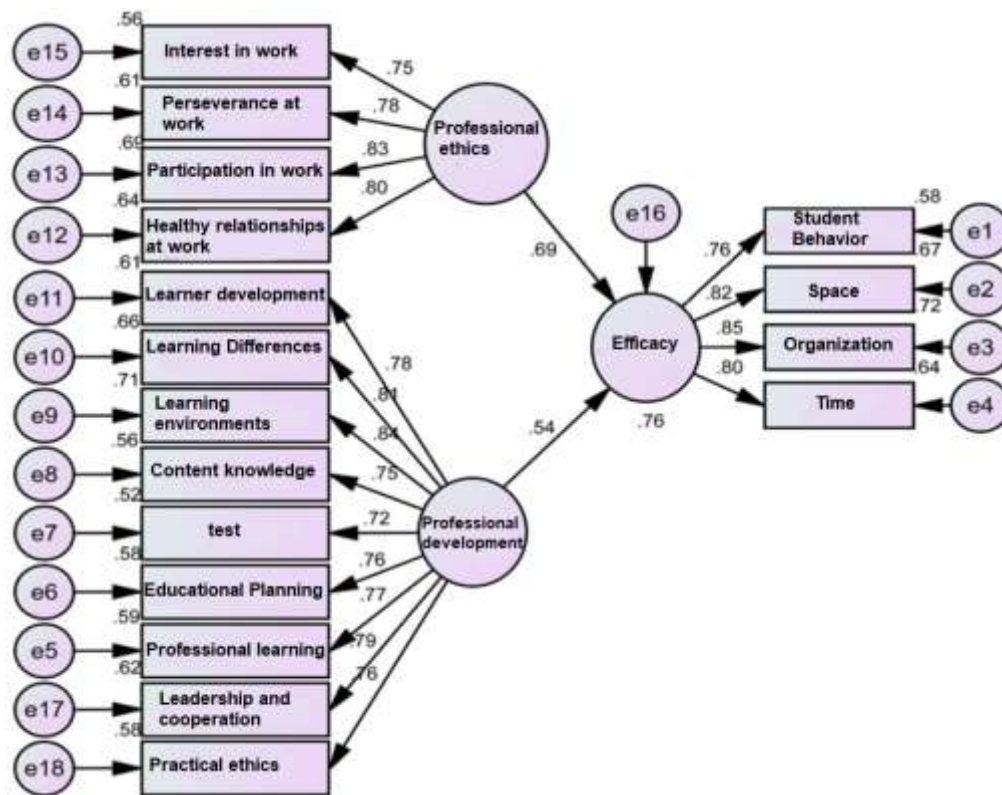 .56
e15
Interest in work
.75
.61
e14
Perseverance at
work
.78
.69
e13
Participation in work
.83
.64
e12
Healthy relationships
at work
.80
Professional
ethics
.69
.61
e11
Learner development
.78
.66
e10
Learning Differences
.81
.71
e9
Learning
environments
.84
.56
e8
Content knowledge
.75
.52
e7
test
.72
.58
e6
Educational Planning
.76
.59
e5
Professional learning
.77
.62
e17
Leadership and
cooperation
.79
.58
e18
Practical ethics
.76
Professional
development
.54
e16
Efficacy
.76
.76
Student
Behavior
.58
e1
.82
Space
.67
e2
.85
Organization
.72
e3
.80
Time
.64
e4